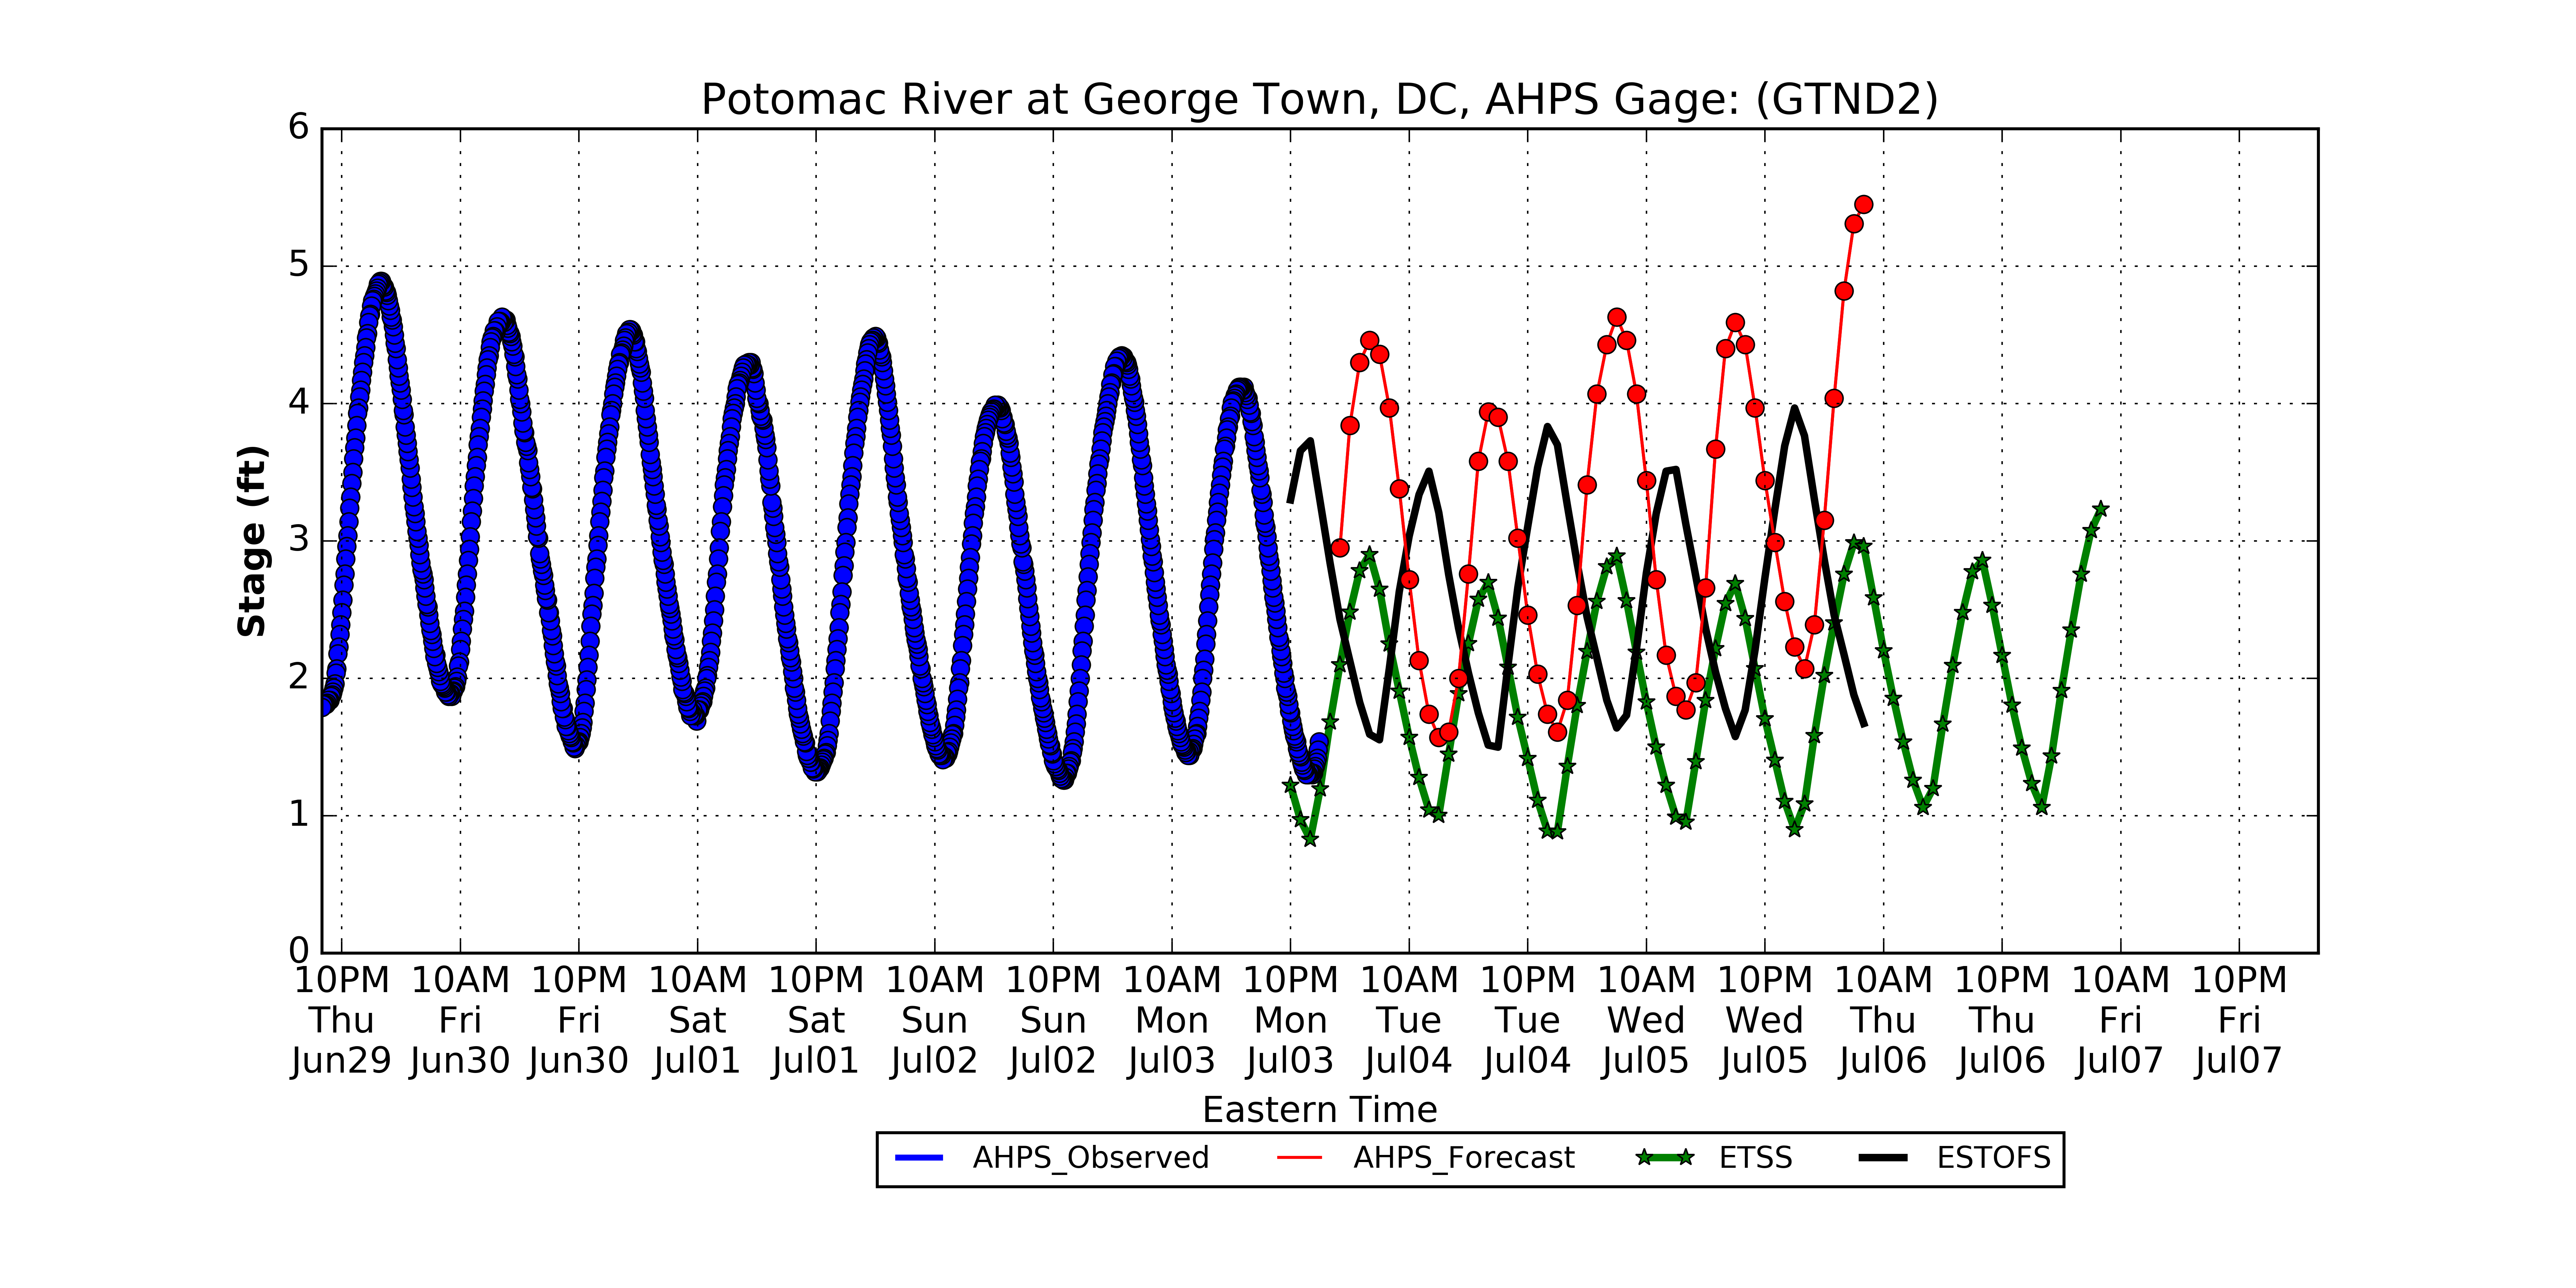 Potomac River at George Town, DC, AHPS Gage: (GTND2)
Stage (ft)
6
5
4
3
2
1
0
10PM 10AM 10PM 10AM 10PM 10AM 10PM 10AM 10PM 10AM 10PM 10AM 10PM 10AM 10PM 10AM 10PM
Thu Fri Fri Sat Sat Sun Sun Mon Mon Tue Tue Wed Wed Thu Thu Fri Fri
Jun29 Jun30 Jun30 Jul01 Jul01 Jul02 Jul02 Jul03 Jul03 Jul04 Jul04 Jul05 Jul05 Jul06 Jul06 Jul07 Jul07
Eastern Time
AHPS_Observed AHPS_Forecast ETSS ESTOFS